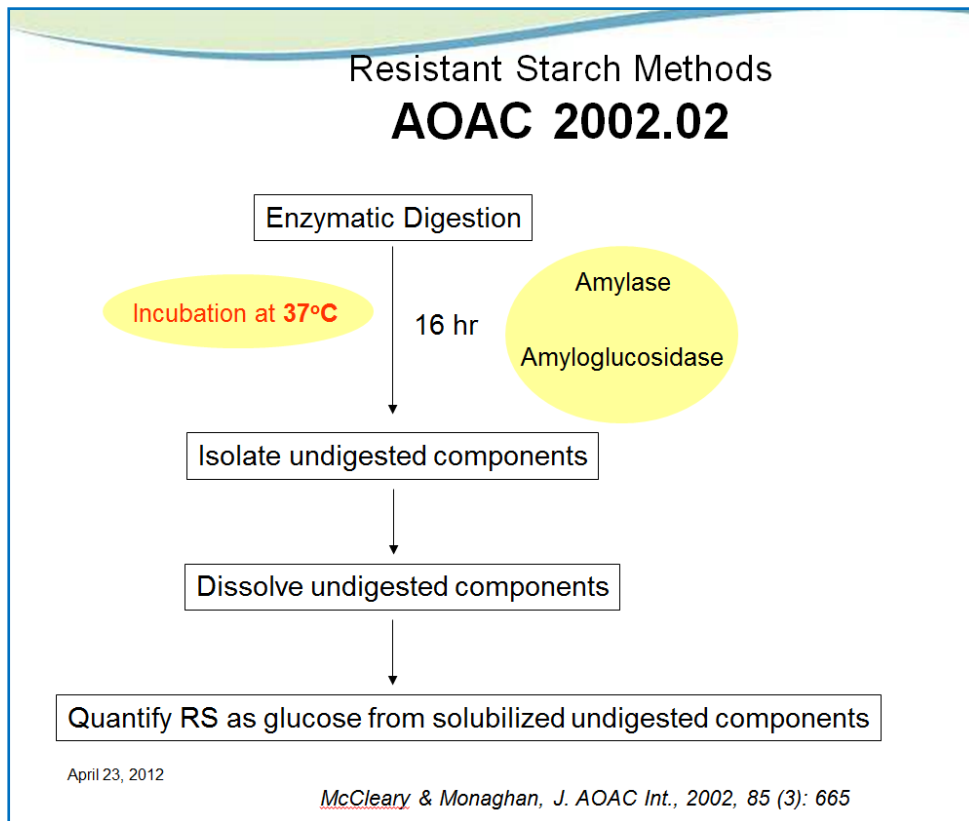 Resistant Starch Methods
AOAC 2002.02
Enzymatic Digestion
Incubation at 37°C
16 hr
Amylase
Amyloglucosidase
Isolate undigested components
Dissolve undigested components
Quantify RS as glucose from solubilized undigested components
April 23, 2012
McCleary & Monaghan, J. AOAC Int., 2002, 85 (3): 665